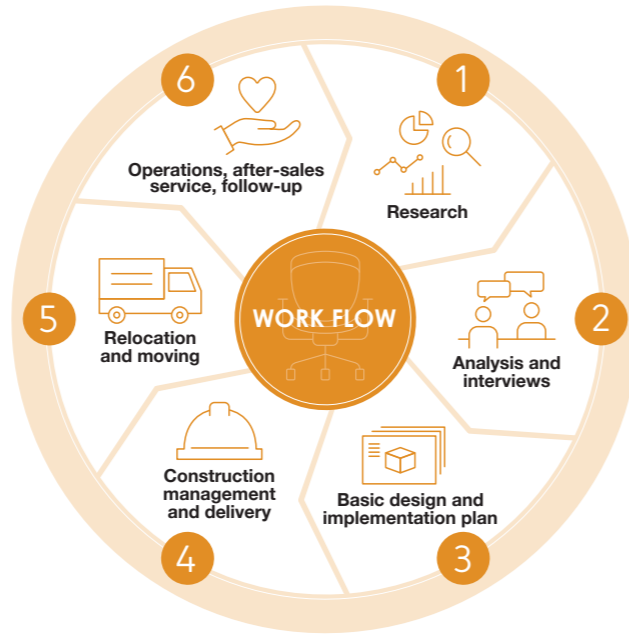 WORK FLOW
1
Research
2
Analysis and
interviews
3
Basic design and
implementation plan
4
Construction
management
and delivery
5
Relocation
and moving
6
Operations, after-sales
service, follow-up